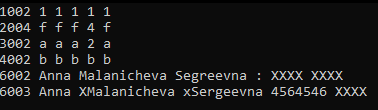 1002 1 1 1 1 1
2004 f f f 4 f
3002 a a a 2 a
4002 b b b b b
6002 Anna Malanicheva Segreevna : XXXX XXXX
6003 Anna XMalanicheva xSergeevna 4564546 XXXX